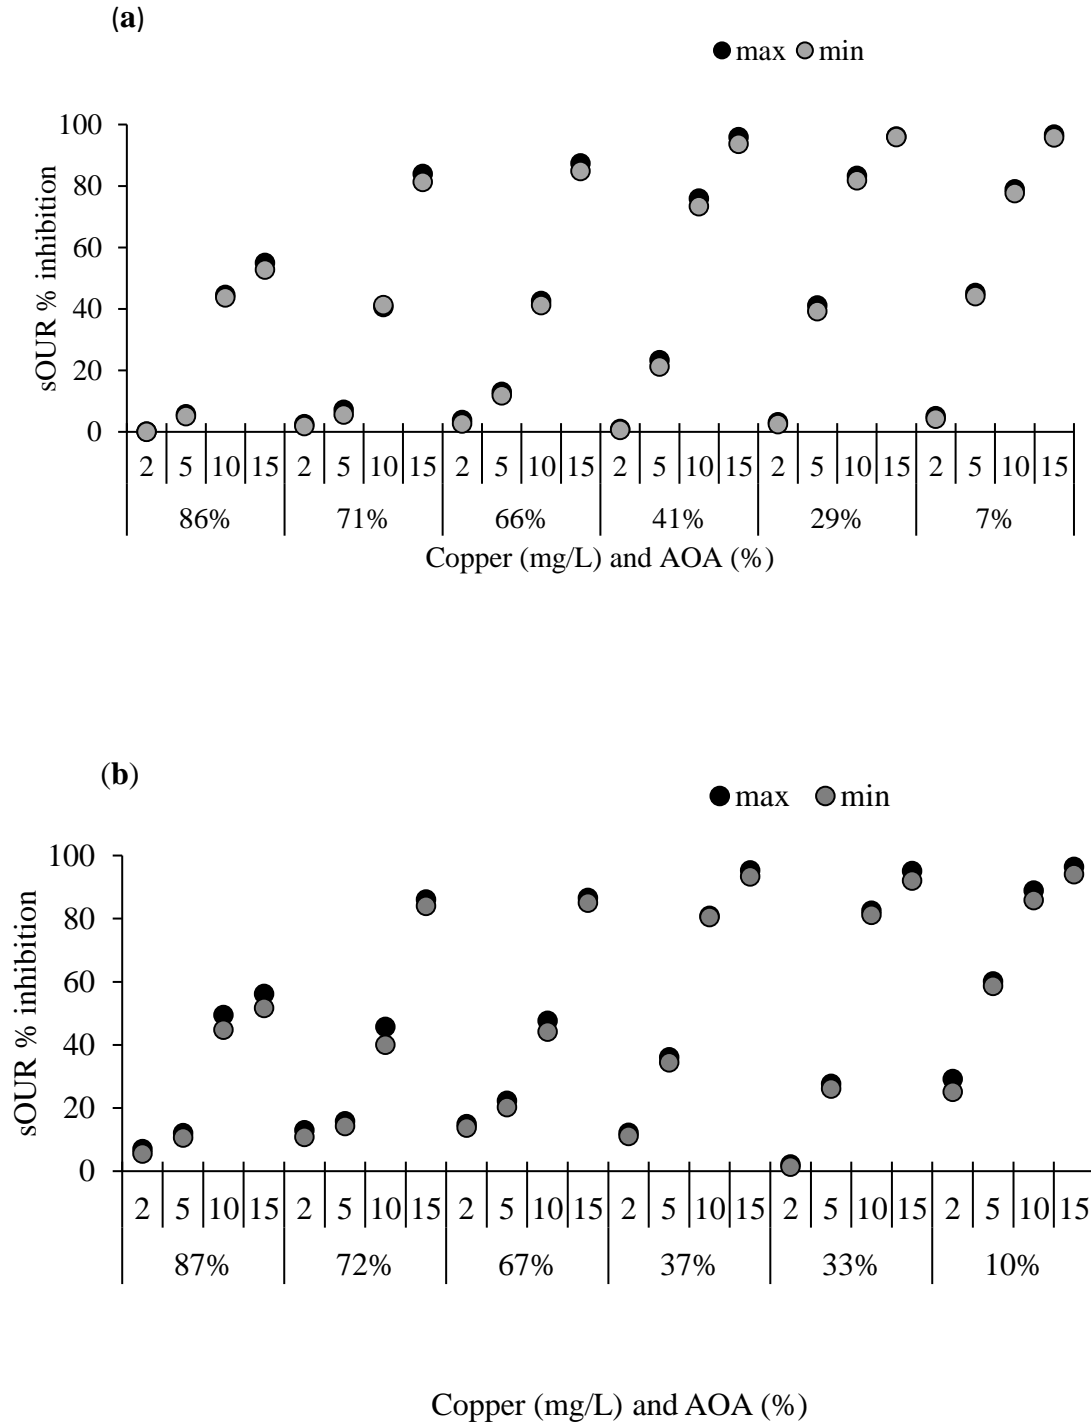 (a)
max min
100
80
60
40
20
0
sOUR % inhibition
2 5 10 15 2 5 10 15 2 5 10 15 2 5 10 15 2 5 10 15 2 5 10 15
86% 71% 66% 41% 29% 7%
Copper (mg/L) and AOA (%)
(b)
max min
100
80
60
40
20
0
sOUR % inhibition
2 5 10 15 2 5 10 15 2 5 10 15 2 5 10 15 2 5 10 15 2 5 10 15
87% 72% 67% 37% 33% 10%
Copper (mg/L) and AOA (%)